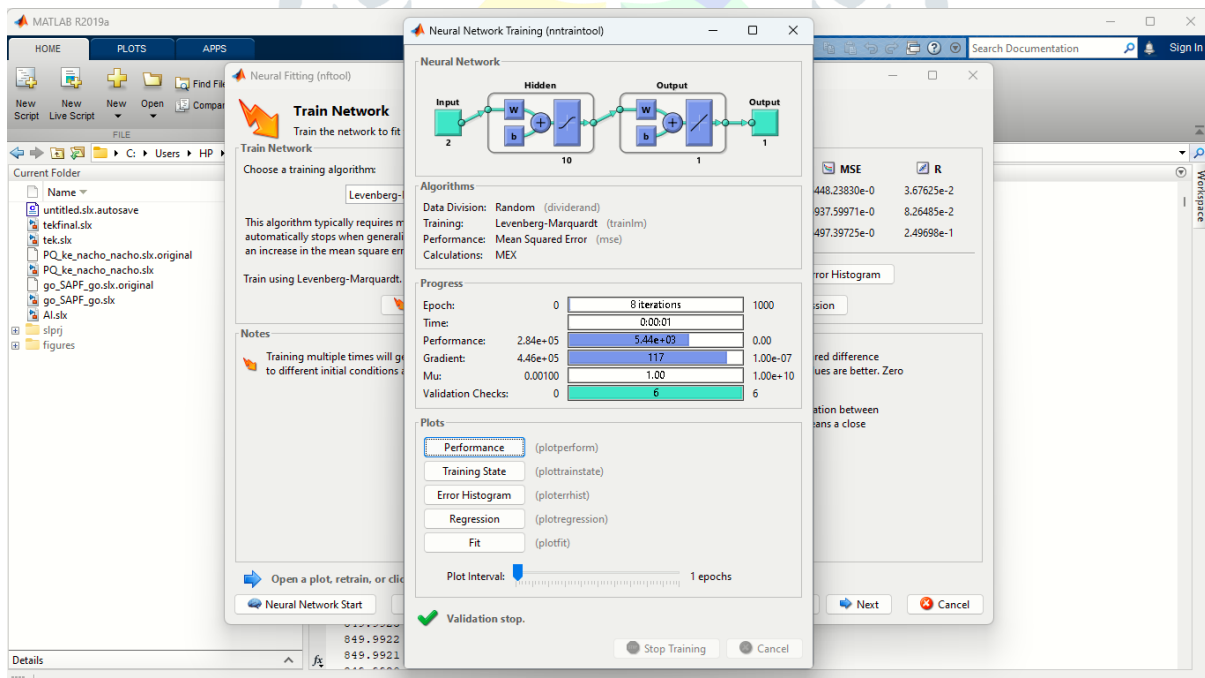 MATLAB R2019a
HOME PLOTS APPS
Search Documentation
Sign In
New Script
New Live Script
New
Open
Find File
Compar
FILE
C: Users HP
Current Folder
Name
untitled.slx.autosave
tekfinal.slx
tek.slx
PQ_ke_nacho_nacho.slx.original
PQ_ke_nacho_nacho.slx
go_SAPF_go.slx.original
go_SAPF_go.slx
AI.slx
slprj
figures
Details
Workspace
Neural Fitting (nftool)
Train Network
Train the network to fit
Train Network
Choose a training algorithm:
Levenberg-
This algorithm typically requires
automatically stops when
an increase in the mean square
Train using Levenberg-Marquardt.
Notes
Training multiple times will
to different initial conditions
MSE R
448.23830e-0 3.67625e-2
937.59971e-0 8.26485e-2
497.39725e-0 2.49698e-1
ror Histogram
ssion
red difference
ues are better. Zero
ation between
eans a close
Open a plot, retrain, or
Neural Network Start
Next
Cancel
fx
849.9922
849.9921
Neural Network Training (nntraintool)
Neural Network
Hidden Output
Input W b W b Output
2 10 1 1
Algorithms
Data Division: Random (dividerand)
Training: Levenberg-Marquardt (trainlm)
Performance: Mean Squared Error (mse)
Calculations: MEX
Progress
Epoch: 0 8 iterations 1000
Time: 0:00:01
Performance: 2.84e+05 5.44e+03 0.00
Gradient: 4.46e+05 117 1.00e-07
Mu: 0.00100 1.00 1.00e+10
Validation Checks: 0 6 6
Plots
Performance (plotperform)
Training State (plottrainstate)
Error Histogram (ploterrhist)
Regression (plotregression)
Fit (plotfit)
Plot Interval: 1 epochs
Validation stop.
Stop Training Cancel